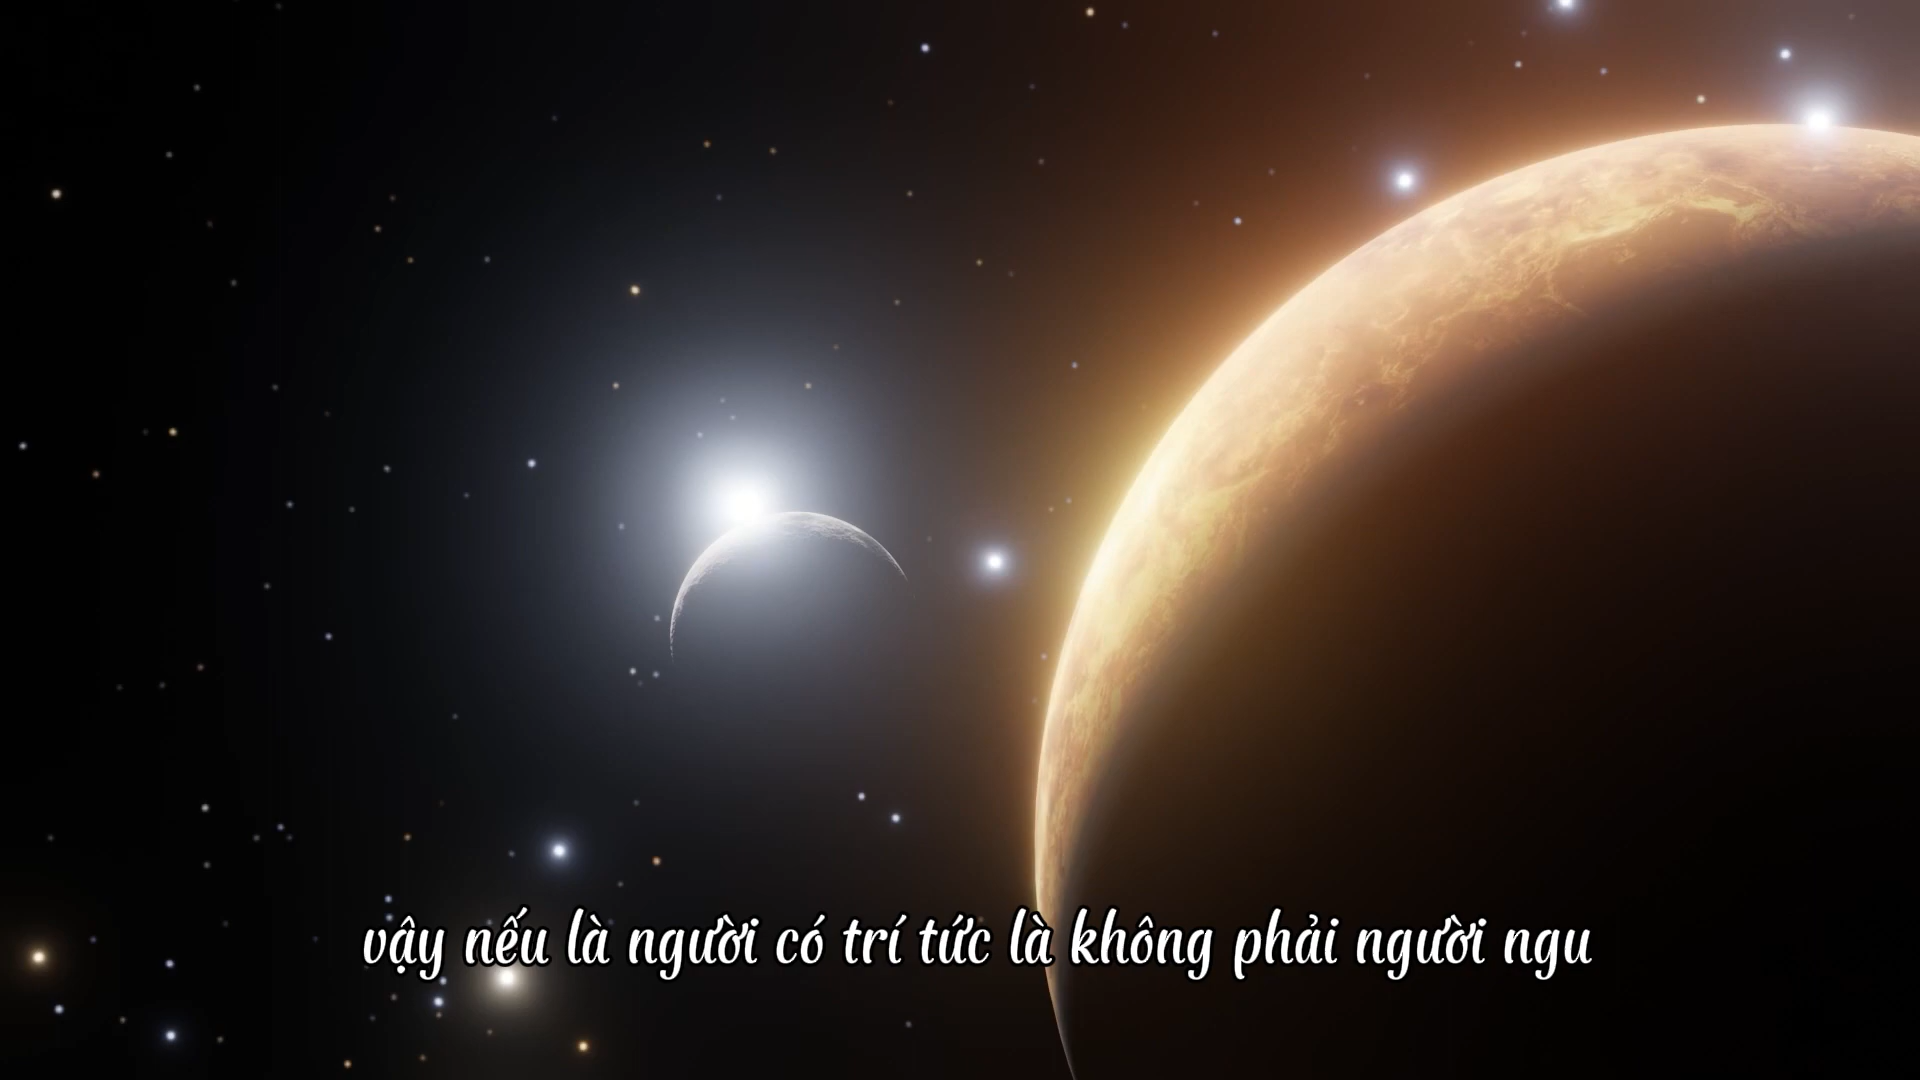 vậy nếu là người có trí tức là không phải người ngu